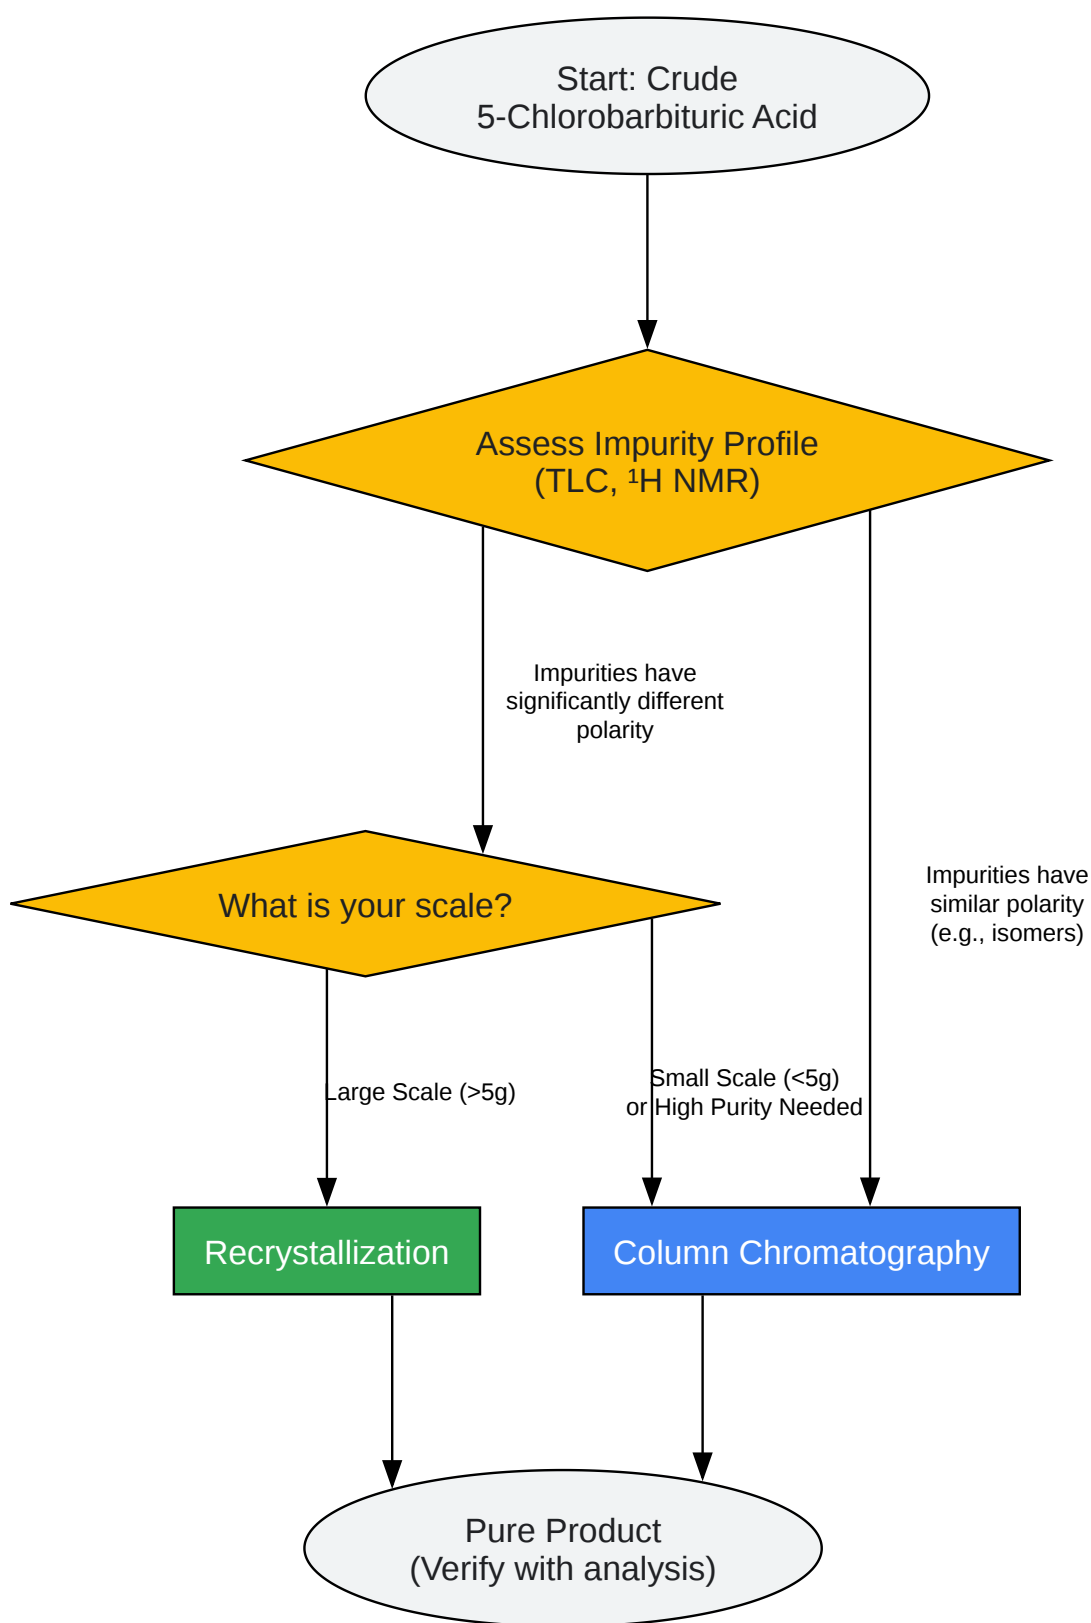 Start: Crude
5-Chlorobarbituric Acid
Assess Impurity Profile
(TLC, ¹H NMR)
Impurities have
significantly different
polarity
What is your scale?
Impurities have
similar polarity
(e.g., isomers)
Large Scale (>5g)
Small Scale (<5g)
or High Purity Needed
Recrystallization
Column Chromatography
Pure Product
(Verify with analysis)